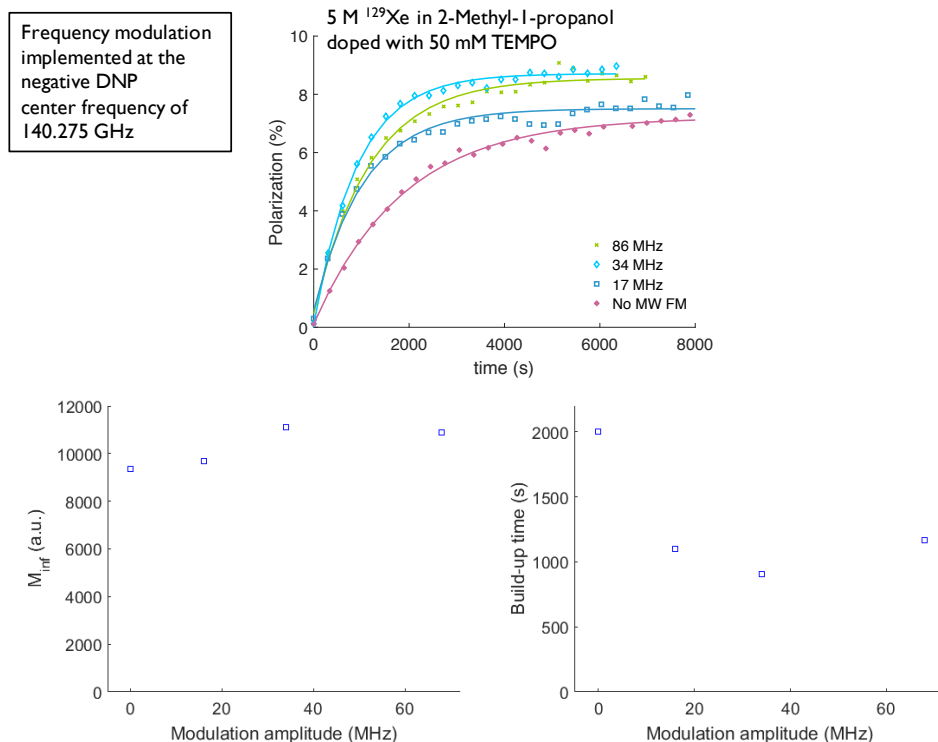 Frequency modulation
implemented at the
negative DNP
center frequency of
140.275 GHz
5 M ¹²⁹Xe in 2-Methyl-1-propanol
doped with 50 mM TEMPO
10
8
6
4
2
0
Polarization (%)
86 MHz
34 MHz
17 MHz
No MW FM
0 2000 4000 6000 8000
time (s)
12000
10000
8000
6000
4000
2000
0
M_inf (a.u.)
0 20 40 60
Modulation amplitude (MHz)
2000
1500
1000
500
0
Build-up time (s)
0 20 40 60
Modulation amplitude (MHz)